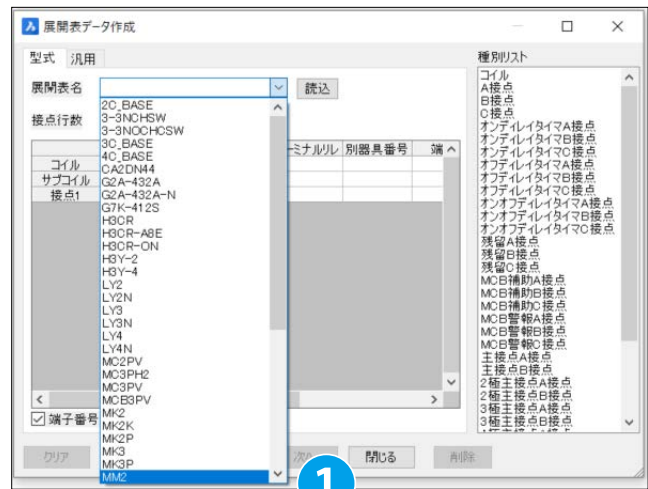 展開表データ作成
型式 汎用
展開表名
読込
接点行数
2C_BASE
3-3NCHSW
3-3NOCHCSW
3C_BASE
4C_BASE
CA2DN44
G2A-432A
G2A-432A-N
G7K-412S
H3CR
H3CR-A8E
H3CR-ON
H3Y-2
H3Y-4
LY2
LY2N
LY3
LY3N
LY4
LY4N
MC2PV
MC3PH2
MC3PV
MCB3PV
MK2
MK2K
MK2P
MK3
MK3P
MM2
ーミナルリレ 別器具番号 端
コイル
サブコイル
接点1
端子番号
クリア
次へ
閉じる
削除
1
種別リスト
コイル
A接点
B接点
C接点
オンディレイタイマA接点
オンディレイタイマB接点
オンディレイタイマC接点
オフディレイタイマA接点
オフディレイタイマB接点
オフディレイタイマC接点
オンオフディレイタイマA接点
オンオフディレイタイマB接点
オンオフディレイタイマC接点
残留A接点
残留B接点
残留C接点
MCB補助A接点
MCB補助B接点
MCB補助C接点
MCB警報A接点
MCB警報B接点
MCB警報C接点
主接点A接点
主接点B接点
2極主接点A接点
2極主接点B接点
3極主接点A接点
3極主接点B接点